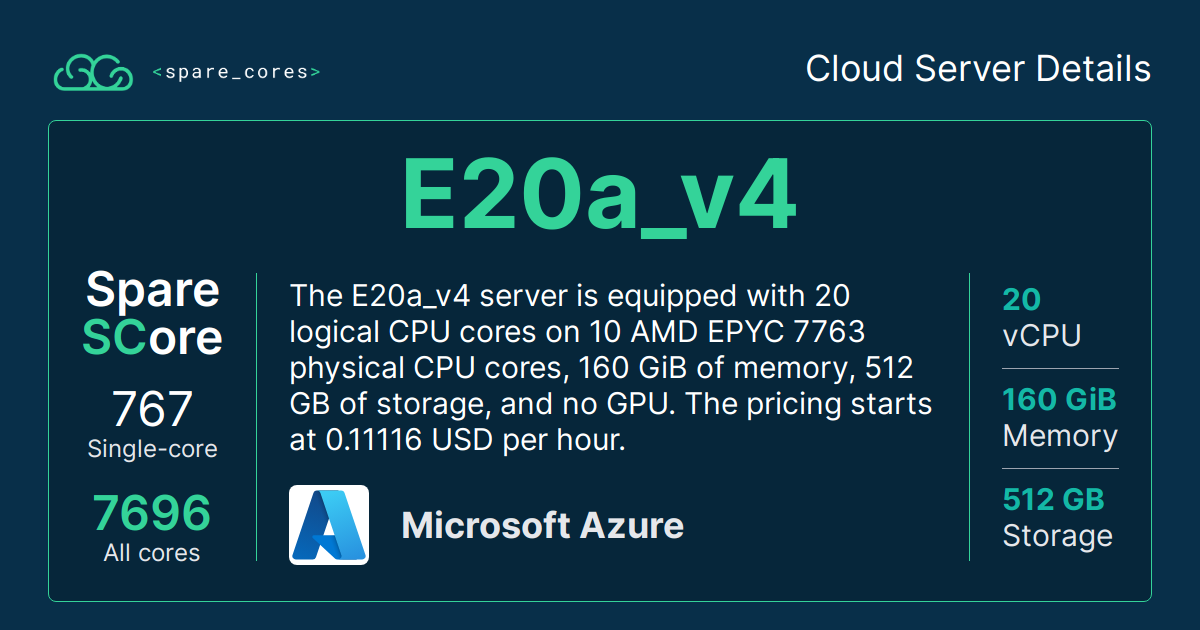 <spare_cores>
Cloud Server Details
E20a_v4
Spare
SCore
767
Single-core
7696
All cores
The E20a_v4 server is equipped with 20
logical CPU cores on 10 AMD EPYC 7763
physical CPU cores, 160 GiB of memory, 512
GB of storage, and no GPU. The pricing starts
at 0.11116 USD per hour.
Microsoft Azure
20
vCPU
160 GiB
Memory
512 GB
Storage